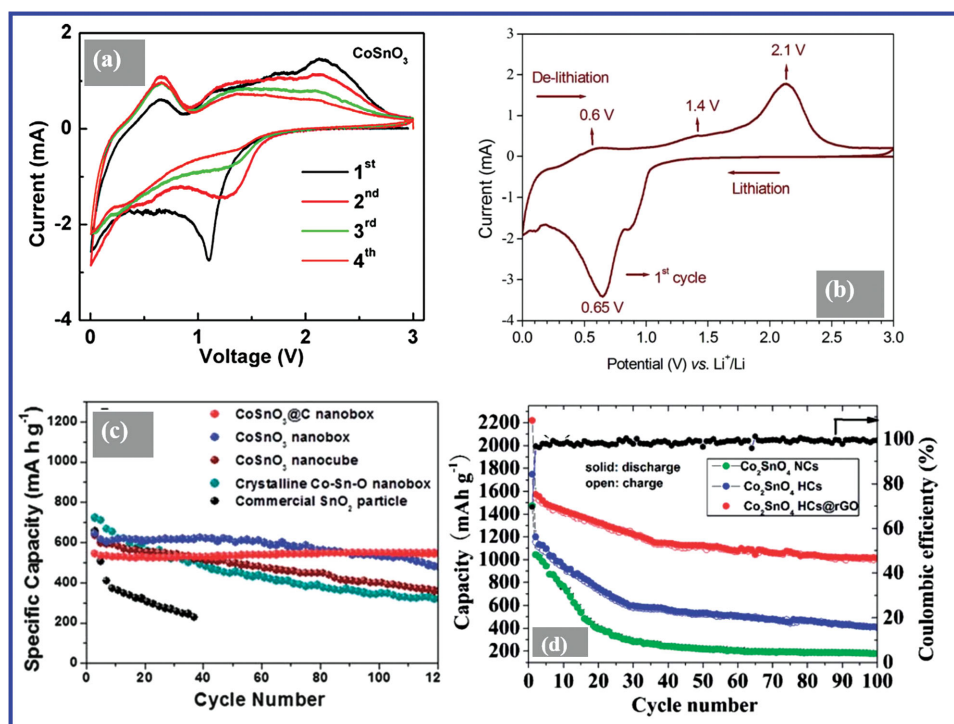 (a)
CoSnO3
Current (mA)
4
2
0
-2
-4
1st
2nd
3rd
4th
0
1
2
3
Voltage (V)
(b)
Current (mA)
3
2
1
0
-1
-2
-3
-4
De-lithiation
0.6 V
1.4 V
2.1 V
Lithiation
1st cycle
0.65 V
0.0
0.5
1.0
1.5
2.0
2.5
3.0
Potential (V) vs. Li+/Li
(c)
Specific Capacity (mA h g-1)
1200
1000
800
600
400
200
0
CoSnO3@C nanobox
CoSnO3 nanobox
CoSnO3 nanocube
Crystalline Co-Sn-O nanobox
Commercial SnO2 particle
0
20
40
60
80
100
120
Cycle Number
(d)
Capacity (mAh g-1)
2200
2000
1800
1600
1400
1200
1000
800
600
400
200
0
solid: discharge
open: charge
Co2SnO4 NCs
Co2SnO4 HCs
Co2SnO4 HCs@rGO
100
80
60
40
20
0
Coulombic efficiency (%)
0 10 20 30 40 50 60 70 80 90 100
Cycle number